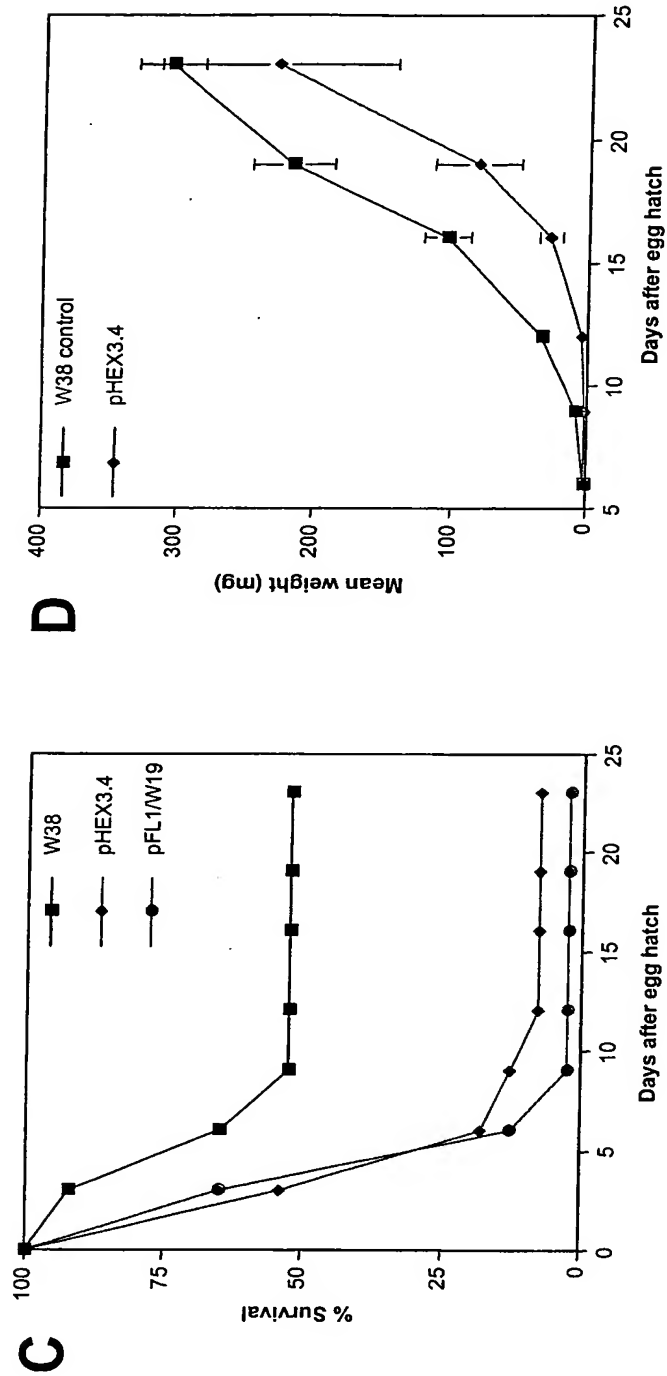 C
100
75
50
25
0
% Survival
0
5
10
15
20
25
Days after egg hatch
W38
pHEX3.4
pFL1/W19
D
400
300
200
100
0
Mean weight (mg)
5
10
15
20
25
Days after egg hatch
W38 control
pHEX3.4